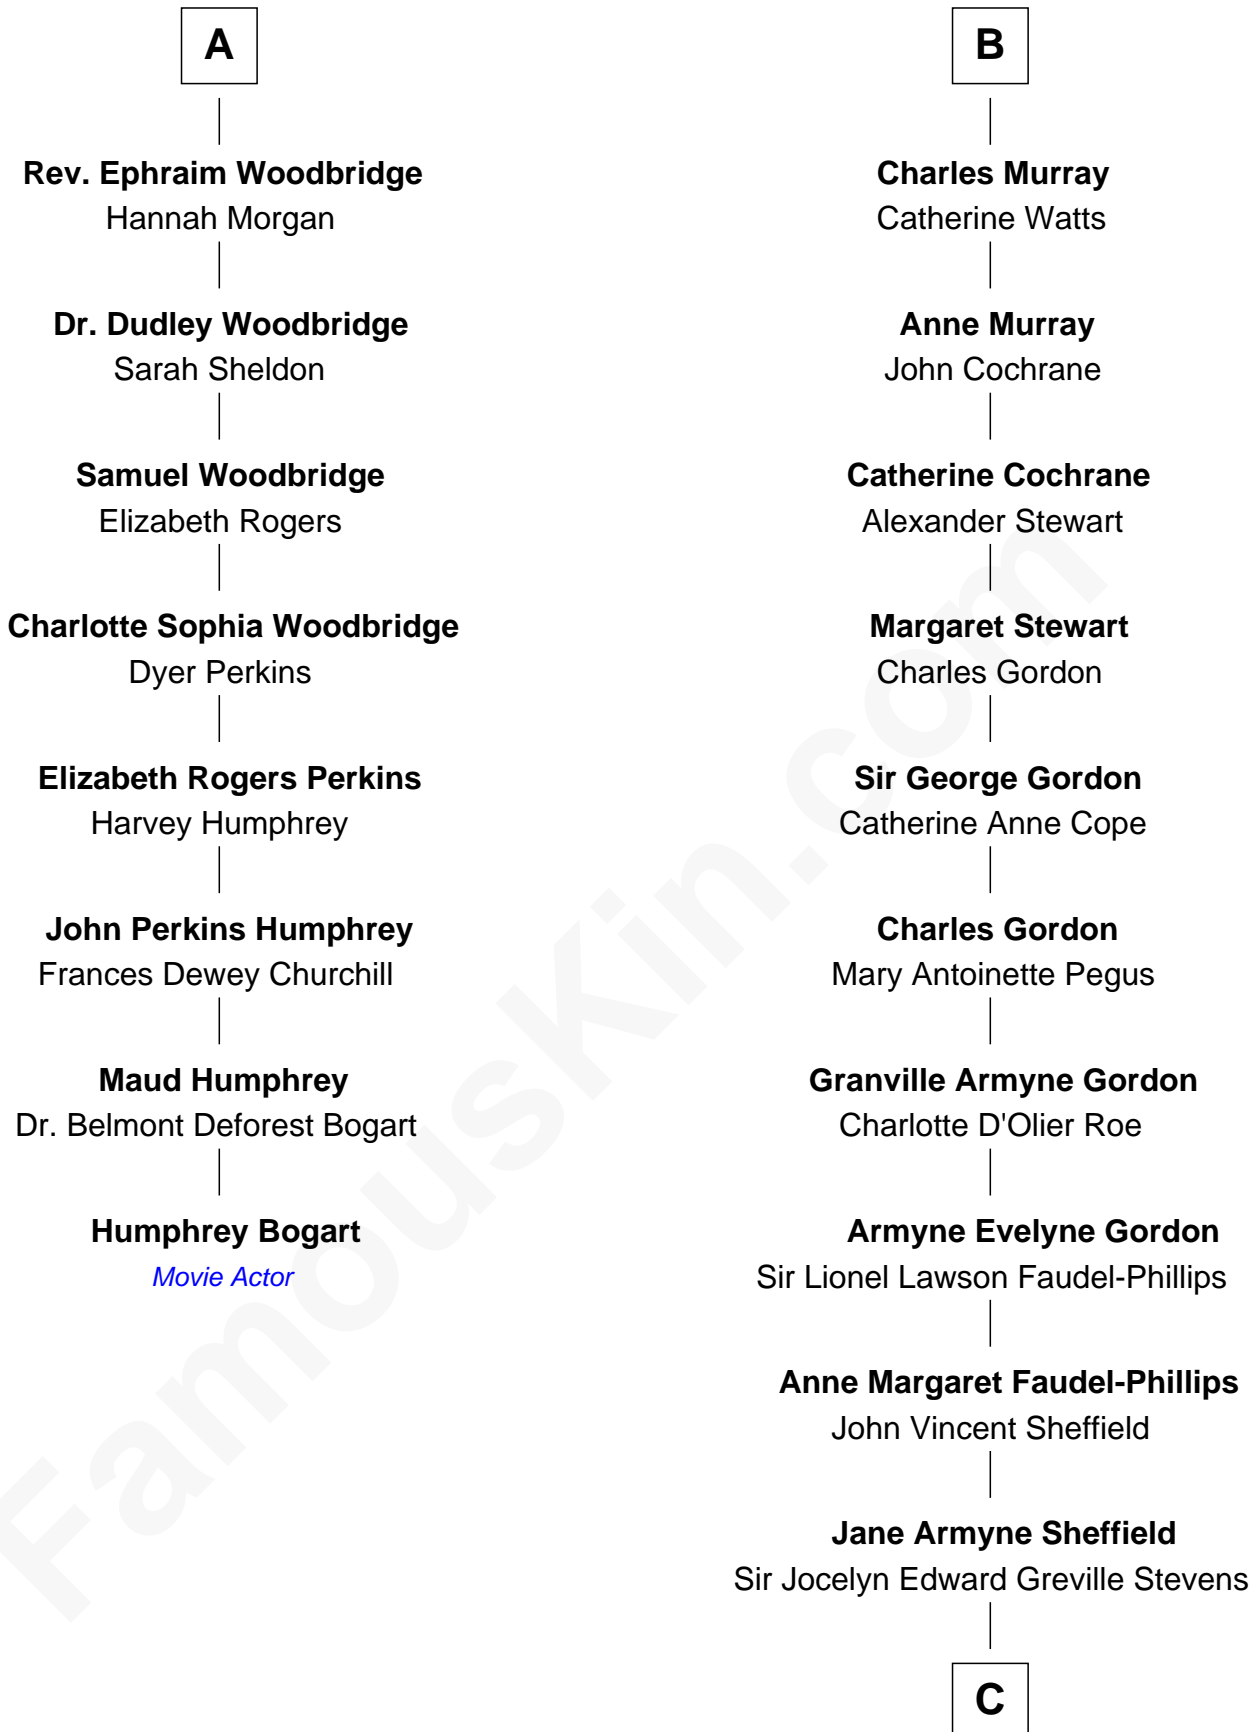 A
Rev. Ephraim Woodbridge
Hannah Morgan
Dr. Dudley Woodbridge
Sarah Sheldon
Samuel Woodbridge
Elizabeth Rogers
Charlotte Sophia Woodbridge
Dyer Perkins
Elizabeth Rogers Perkins
Harvey Humphrey
John Perkins Humphrey
Frances Dewey Churchill
Maud Humphrey
Dr. Belmont Deforest Bogart
Humphrey Bogart
Movie Actor
B
Charles Murray
Catherine Watts
Anne Murray
John Cochrane
Catherine Cochrane
Alexander Stewart
Margaret Stewart
Charles Gordon
Sir George Gordon
Catherine Anne Cope
Charles Gordon
Mary Antoinette Pegus
Granville Armyne Gordon
Charlotte D'Olier Roe
Armyne Evelyne Gordon
Sir Lionel Lawson Faudel-Phillips
Anne Margaret Faudel-Phillips
John Vincent Sheffield
Jane Armyne Sheffield
Sir Jocelyn Edward Greville Stevens
C
FamousKin.com